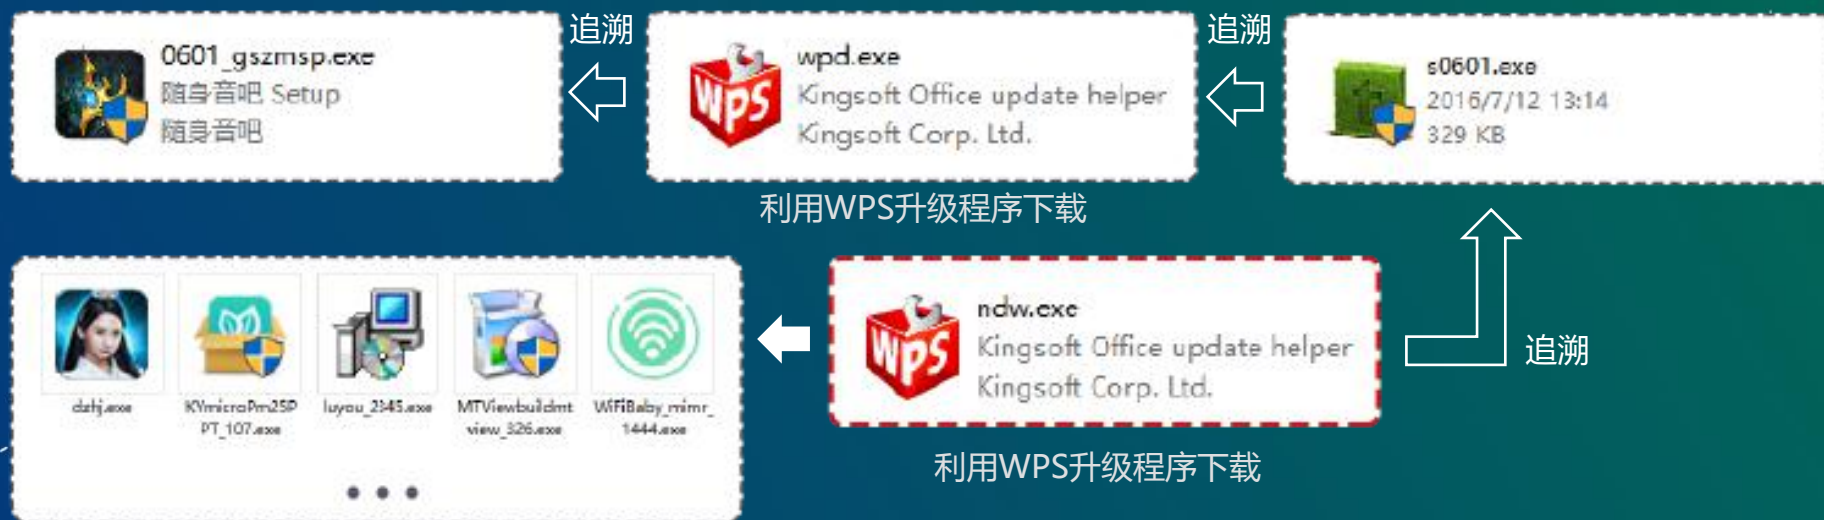 追溯
追溯
0601_gszmsp.exe
随身音吧 Setup
随身音吧
wpd.exe
Kingsoft Office update helper
Kingsoft Corp. Ltd.
s0601.exe
2016/7/12 13:14
329 KB
WPS
利用WPS升级程序下载
ndw.exe
Kingsoft Office update helper
Kingsoft Corp. Ltd.
WPS
追溯
dzhj.exe
KYmicroPm25P
PT_107.exe
luyou_2345.exe
MTViewbuildmt
view_326.exe
WiFiBaby_mimr_
1444.exe
利用WPS升级程序下载